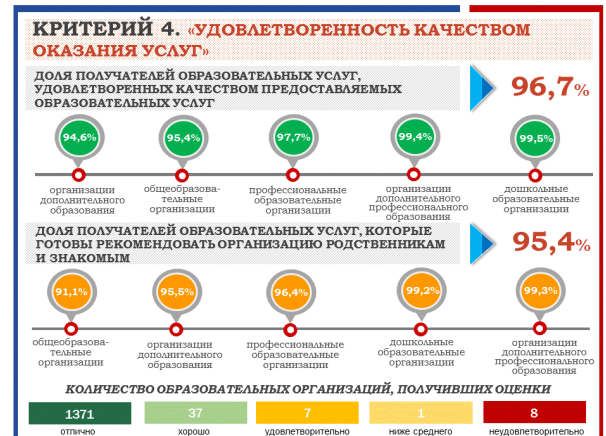 КРИТЕРИЙ 4. «УДОВЛЕТВОРЕННОСТЬ КАЧЕСТВОМ
ОКАЗАНИЯ УСЛУГ»
ДОЛЯ ПОЛУЧАТЕЛЕЙ ОБРАЗОВАТЕЛЬНЫХ УСЛУГ,
УДОВЛЕТВОРЕННЫХ КАЧЕСТВОМ ПРЕДОСТАВЛЯЕМЫХ
ОБРАЗОВАТЕЛЬНЫХ УСЛУГ
96,7%
94,6% 95,4% 97,7% 99,4% 99,5%
организации
дополнительного
образования
общеобразова-
тельные
организации
профессиональные
образовательные
организации
организации
дополнительного
профессионального
образования
дошкольные
образовательные
организации
ДОЛЯ ПОЛУЧАТЕЛЕЙ ОБРАЗОВАТЕЛЬНЫХ УСЛУГ, КОТОРЫЕ
ГОТОВЫ РЕКОМЕНДОВАТЬ ОРГАНИЗАЦИЮ РОДСТВЕННИКАМ
И ЗНАКОМЫМ
95,4%
91,1% 95,5% 96,4% 99,2% 99,3%
общеобразова-
тельные
организации
организации
дополнительного
образования
профессиональные
образовательные
организации
дошкольные
образовательные
организации
организации
дополнительного
профессионального
образования
КОЛИЧЕСТВО ОБРАЗОВАТЕЛЬНЫХ ОРГАНИЗАЦИЙ, ПОЛУЧИВШИХ ОЦЕНКИ
1371 37 7 1 8
отлично хорошо удовлетворительно ниже среднего неудовлетворительно